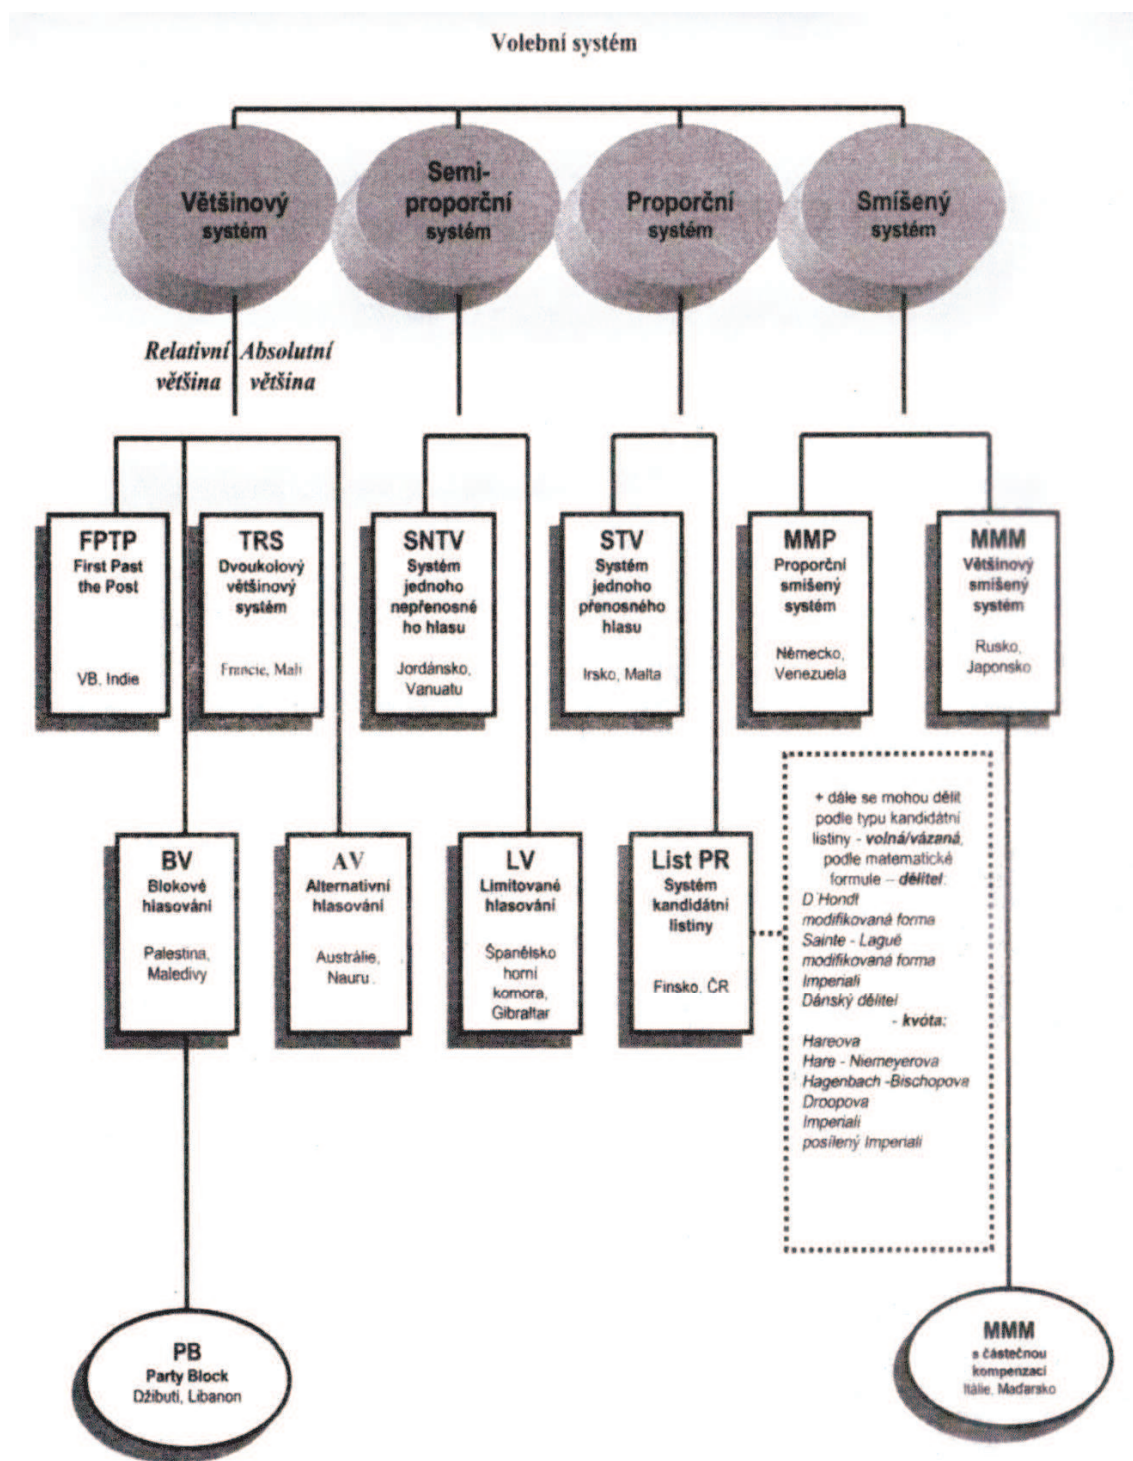 Volební systém
Většinový
systém
Semi-
proporční
systém
Proporční
systém
Smíšený
systém
Relativní
většina
Absolutní
většina
FPTP
First Past
the Post
VB, Indie
TRS
Dvoukolový
většinový
systém
Francie, Mali
SNTV
Systém
jednoho
nepřenosné
ho hlasu
Jordánsko,
Vanuatu
STV
Systém
jednoho
přenosného
hlasu
Irsko, Malta
MMP
Proporční
smíšený
systém
Německo,
Venezuela
MMM
Většinový
smíšený
systém
Rusko,
Japonsko
BV
Blokové
hlasování
Palestina,
Maledivy
AV
Alternativní
hlasování
Austrálie,
Nauru
LV
Limitované
hlasování
Španělsko
horní
komora,
Gibraltar
List PR
Systém
kandidátní
listiny
Finsko, ČR
+ dále se mohou dělit
podle typu kandidátní
listiny - volná/vázaná,
podle matematické
formule – dělitel:
D`Hondt
modifikovaná forma
Sainte - Laguë
modifikovaná forma
Imperiali
Dánský dělitel
- kvóta:
Hareova
Hare - Niemeyerova
Hagenbach -Bischopova
Droopova
Imperiali
posílený Imperiali
PB
Party Block
Džibuti, Libanon
MMM
s částečnou
kompenzací
Itálie, Maďarsko